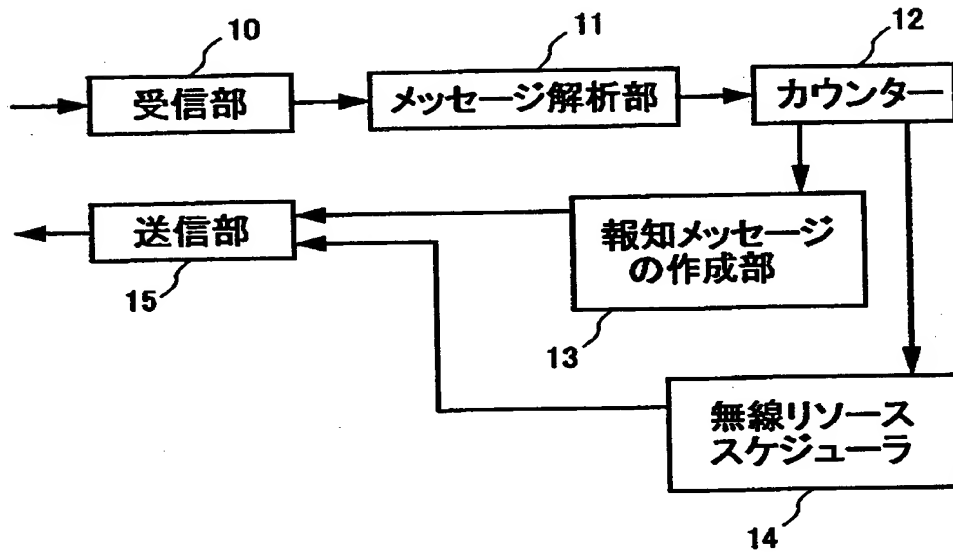 10
11
12
受信部
メッセージ解析部
カウンター
送信部
15
報知メッセージ
の作成部
13
無線リソース
スケジューラ
14